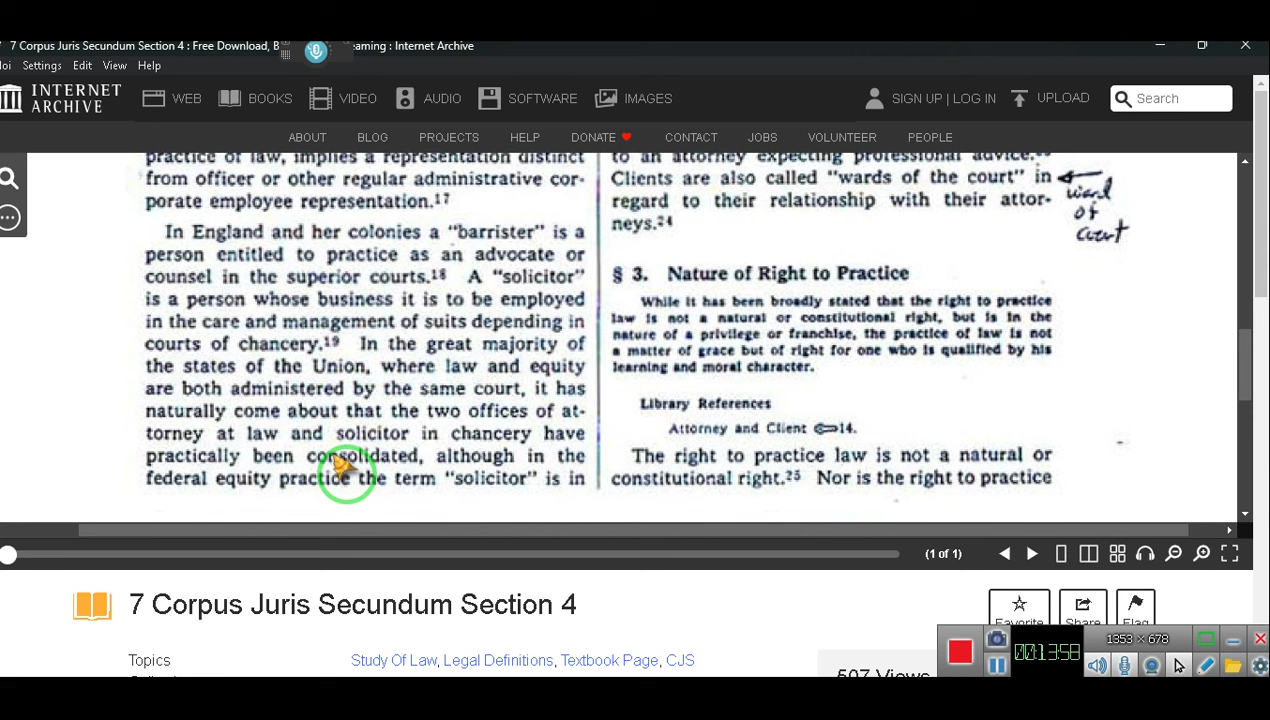 7 Corpus Juris Secundum Section 4 : Free Download, B
eaming : Internet Archive
Settings Edit View Help
INTERNET
ARCHIVE
WEB BOOKS VIDEO AUDIO SOFTWARE IMAGES
SIGN UP | LOG IN UPLOAD Search
ABOUT BLOG PROJECTS HELP DONATE CONTACT JOBS VOLUNTEER PEOPLE
practice of law, implies a representation distinct
from officer or other regular administrative cor-
porate employee representation.17
In England and her colonies a "barrister" is a
person entitled to practice as an advocate or
counsel in the superior courts.18 A "solicitor"
is a person whose business it is to be employed
in the care and management of suits depending in
courts of chancery.19 In the great majority of
the states of the Union, where law and equity
are both administered by the same court, it has
naturally come about that the two offices of at-
torney at law and solicitor in chancery have
practically been consolidated, although in the
federal equity practice the term "solicitor" is in
to an attorney expecting professional advice.
Clients are also called "wards of the court" in
regard to their relationship with their attor-
neys.24
ward
of
court
§ 3. Nature of Right to Practice
While it has been broadly stated that the right to practice
law is not a natural or constitutional right, but is in the
nature of a privilege or franchise, the practice of law is not
a matter of grace but of right for one who is qualified by his
learning and moral character.
Library References
Attorney and Client 14.
The right to practice law is not a natural or
constitutional right.25 Nor is the right to practice
(1 of 1)
7 Corpus Juris Secundum Section 4
Favorite Share Flag
Topics Study Of Law, Legal Definitions, Textbook Page, CJS
507 Views
1353 × 678
00:13:58